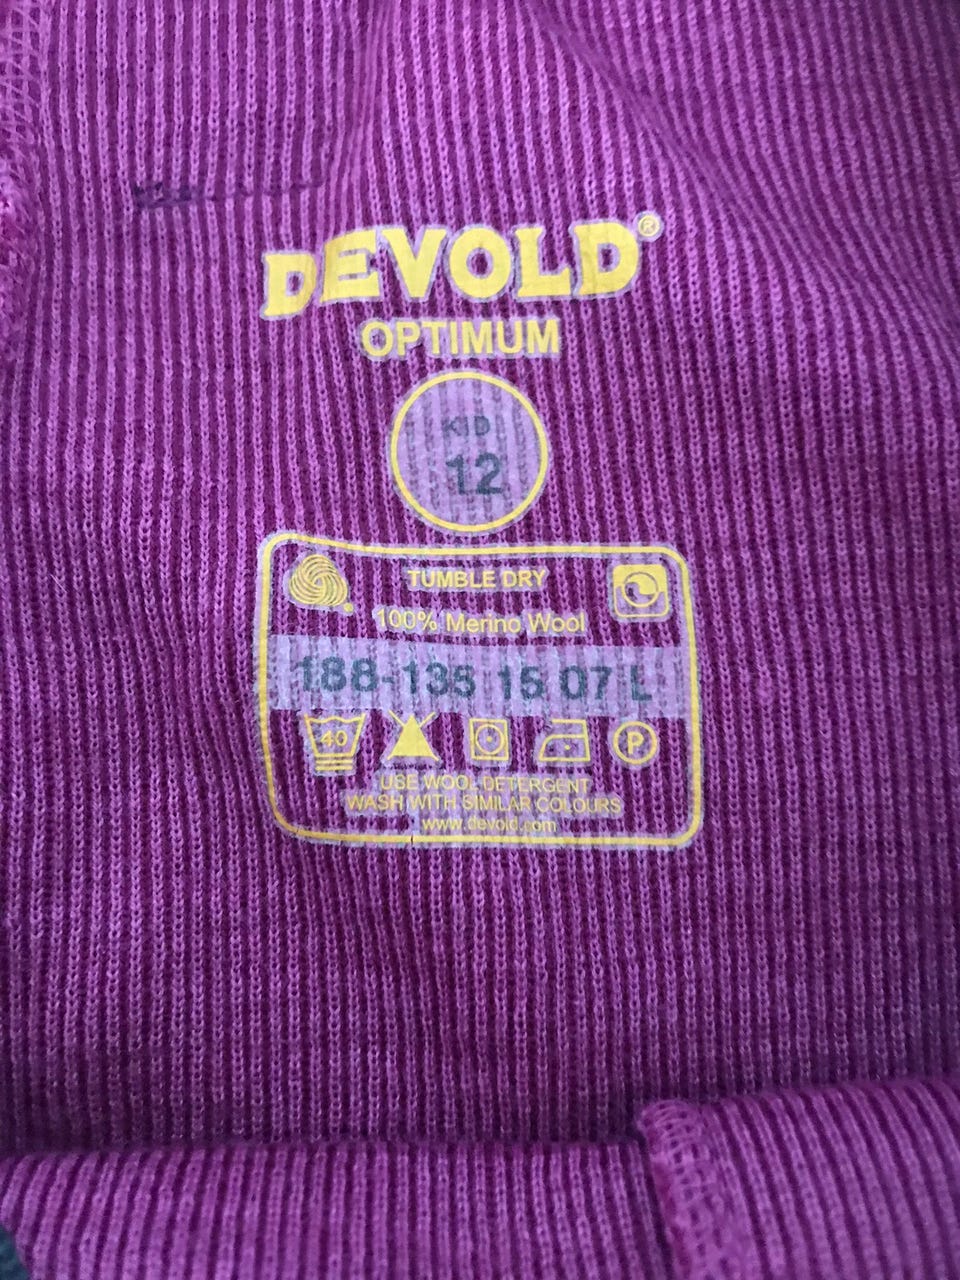 DEVOLD®
OPTIMUM
KID
12
TUMBLE DRY
100% Merino Wool
188-135 15 07 L
40
P
USE WOOL DETERGENT
WASH WITH SIMILAR COLOURS
www.devold.com